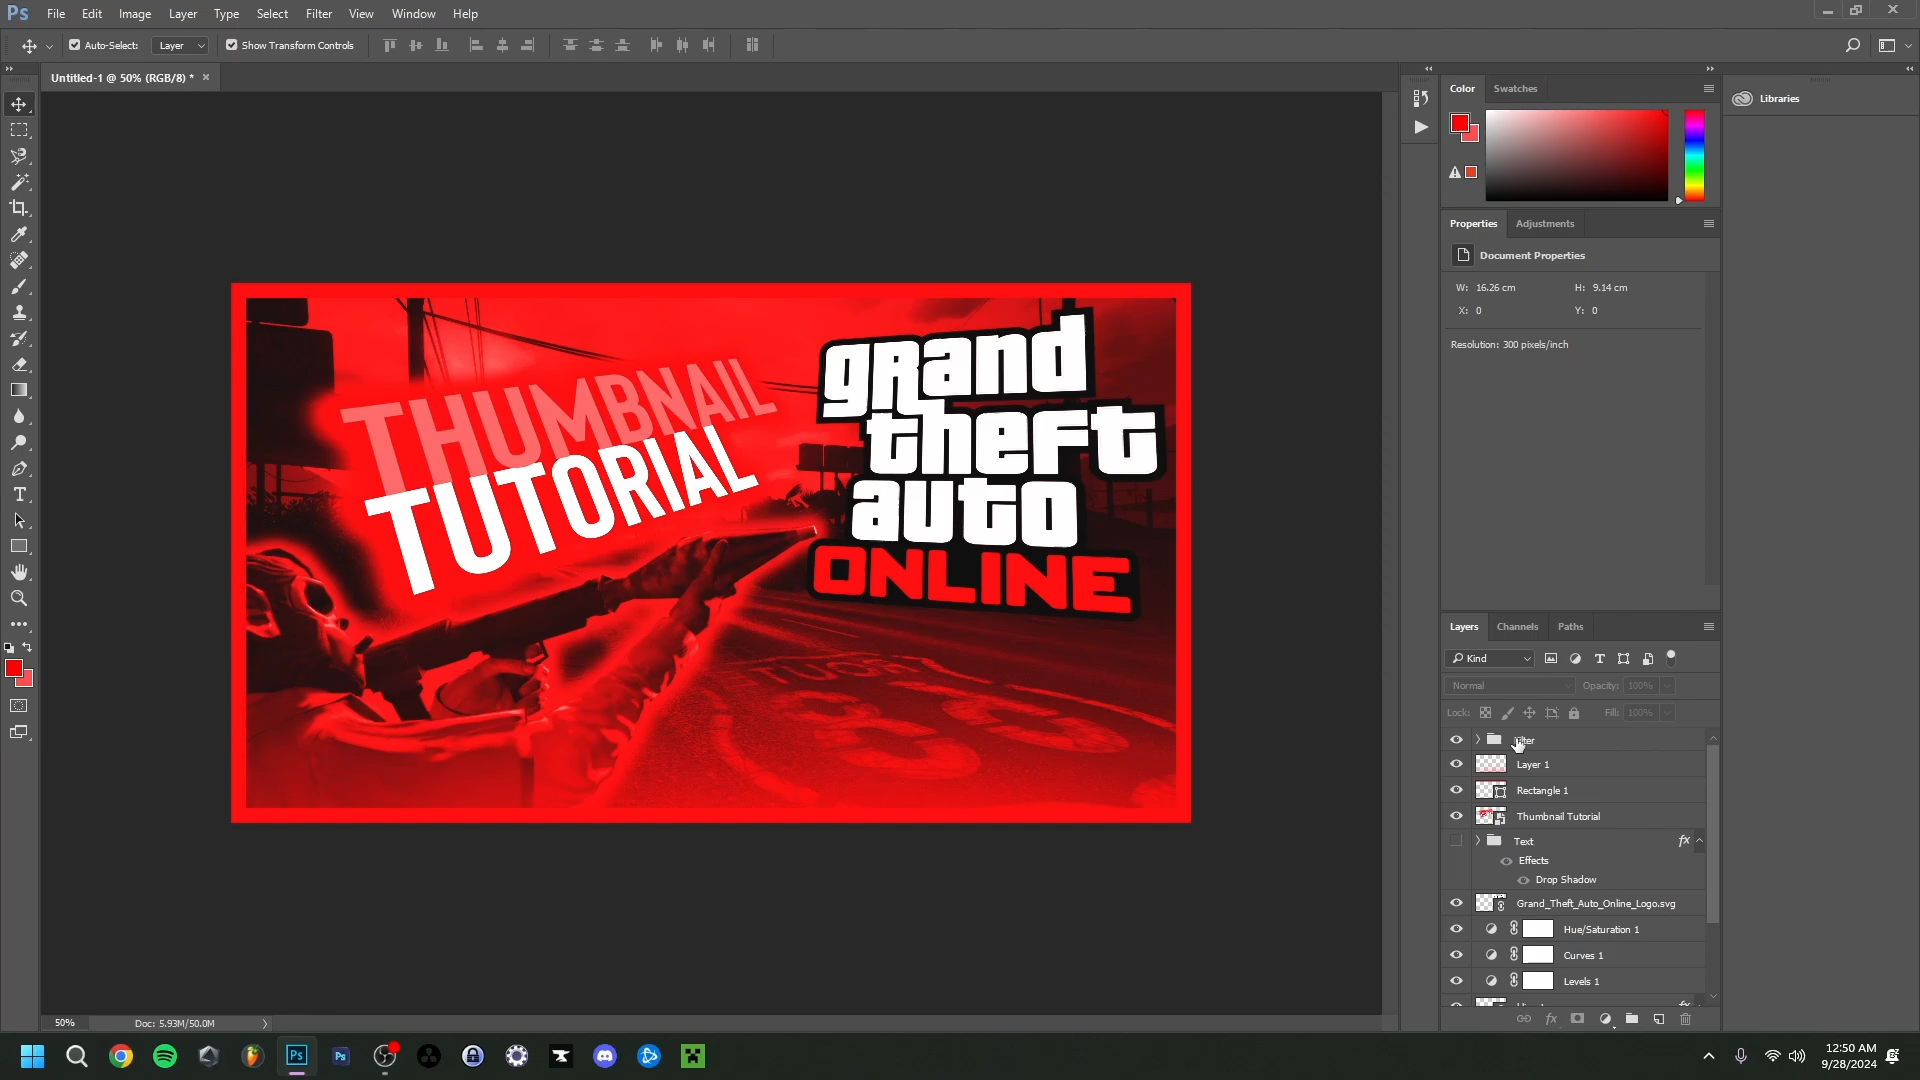 Ps File Edit Image Layer Type Select Filter View Window Help
Auto-Select: Layer Show Transform Controls
Untitled-1 @ 50% (RGB/8) *
THUMBNAIL
TUTORIAL
grand
theft
auto
ONLINE
50% Doc: 5.93M/50.0M
Color Swatches
Libraries
Properties Adjustments
Document Properties
W: 16.26 cm H: 9.14 cm
X: 0 Y: 0
Resolution: 300 pixels/inch
Layers Channels Paths
Kind
Normal Opacity: 100%
Lock: Fill: 100%
Layer 1
Rectangle 1
Thumbnail Tutorial
Text fx
Effects
Drop Shadow
Grand_Theft_Auto_Online_Logo.svg
Hue/Saturation 1
Curves 1
Levels 1
fx
Ps Ps
12:50 AM
9/28/2024